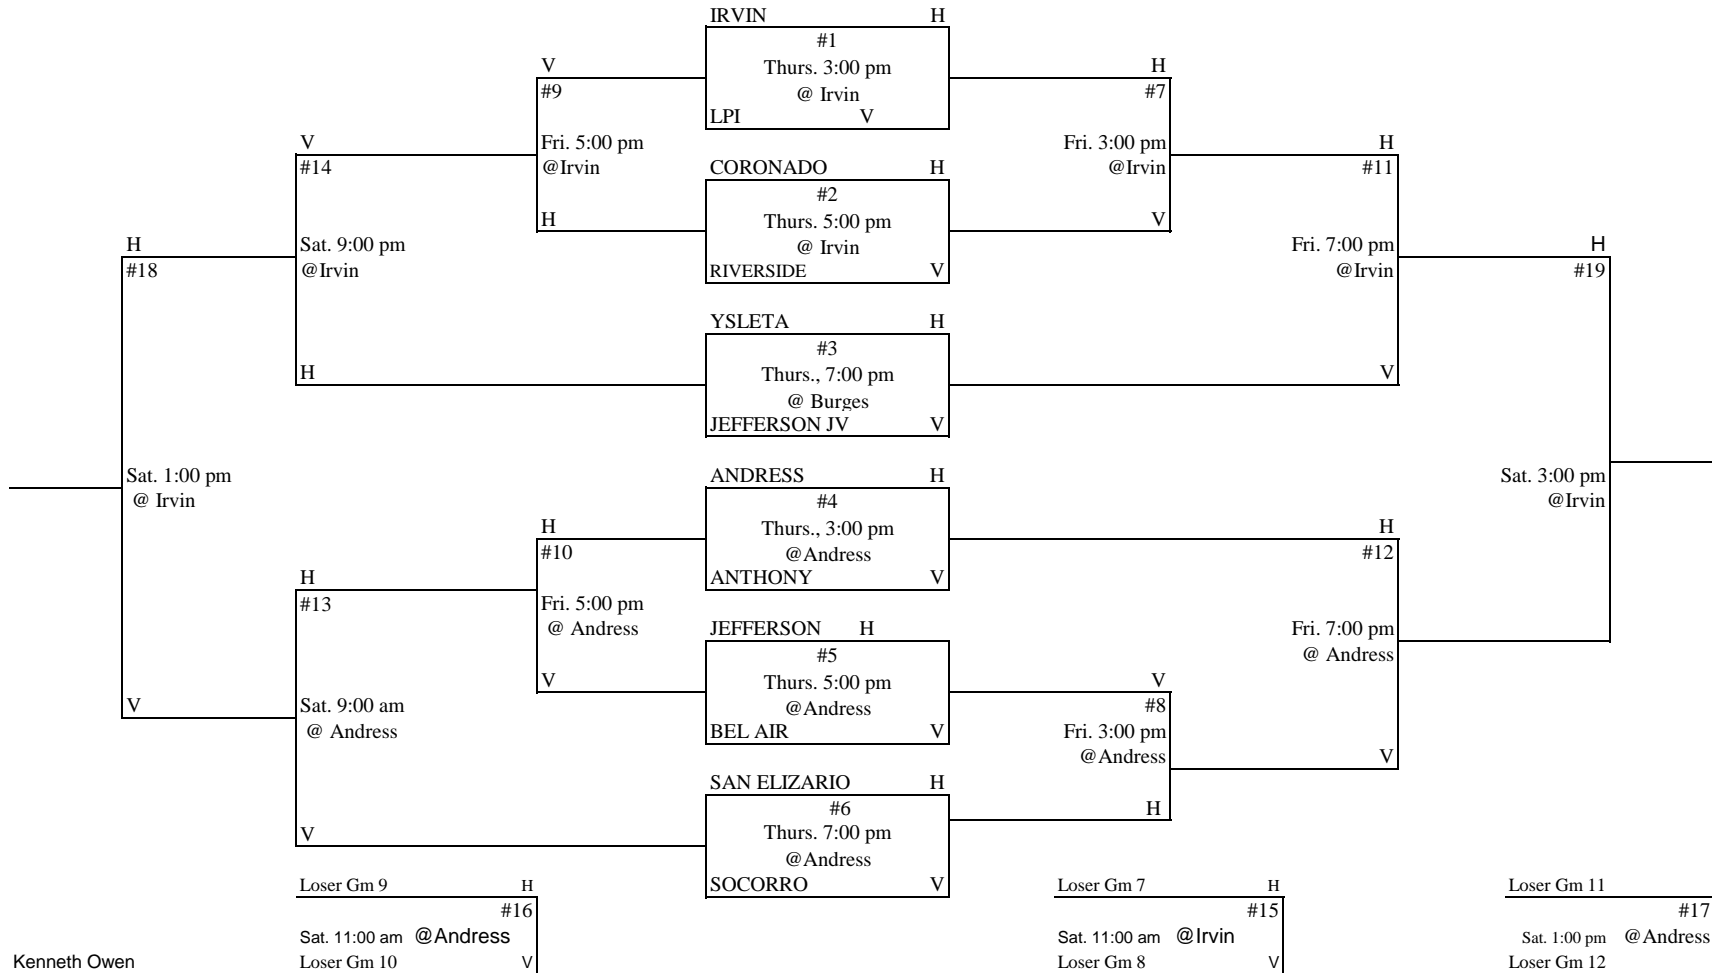 IRVIN H
#1
Thurs. 3:00 pm
@ Irvin
LPI V
V
#9
Fri. 5:00 pm
@Irvin
H
H
#7
Fri. 3:00 pm
@Irvin
V
V
#14
Sat. 9:00 pm
@Irvin
H
H
#11
Fri. 7:00 pm
@Irvin
V
CORONADO H
#2
Thurs. 5:00 pm
@ Irvin
RIVERSIDE V
H
#18
Sat. 1:00 pm
@ Irvin
V
H
#19
Sat. 3:00 pm
@Irvin
YSLETA H
#3
Thurs., 7:00 pm
@ Burges
JEFFERSON JV V
ANDRESS H
#4
Thurs., 3:00 pm
@Andress
ANTHONY V
H
#10
Fri. 5:00 pm
@ Andress
V
H
#12
Fri. 7:00 pm
@ Andress
V
H
#13
Sat. 9:00 am
@ Andress
V
JEFFERSON H
#5
Thurs. 5:00 pm
@Andress
BEL AIR V
V
#8
Fri. 3:00 pm
@Andress
H
SAN ELIZARIO H
#6
Thurs. 7:00 pm
@Andress
SOCORRO V
Loser Gm 9 H
#16
Sat. 11:00 am @Andress
Loser Gm 10 V
Loser Gm 7 H
#15
Sat. 11:00 am @Irvin
Loser Gm 8 V
Loser Gm 11
#17
Sat. 1:00 pm @Andress
Loser Gm 12
Kenneth Owen